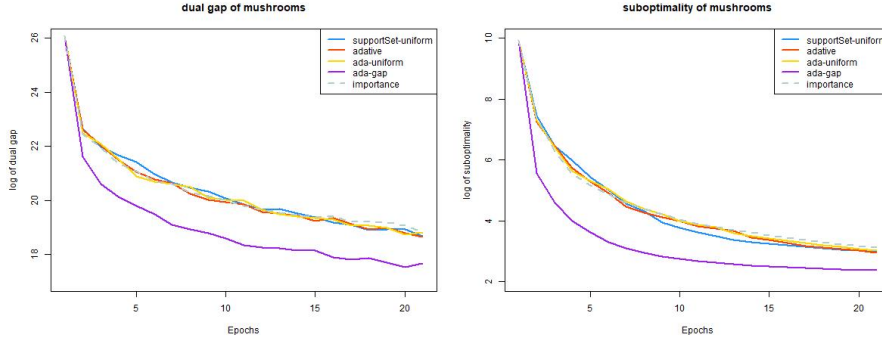 dual gap of mushrooms
log of dual gap
26
24
22
20
18
5
10
15
20
Epochs
supportSet-uniform
adative
ada-uniform
ada-gap
importance
suboptimality of mushrooms
log of suboptimality
10
8
6
4
2
5
10
15
20
Epochs
supportSet-uniform
adative
ada-uniform
ada-gap
importance